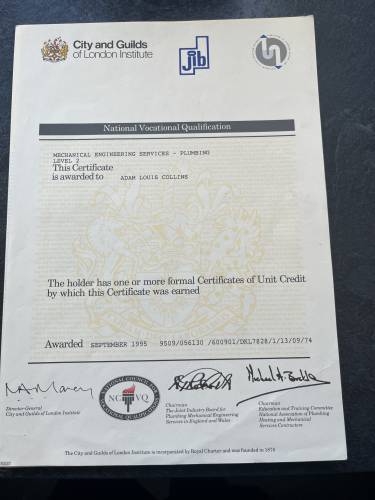 City and Guilds
of London Institute
jib
National Vocational Qualification
MECHANICAL ENGINEERING SERVICES - PLUMBING
LEVEL 2
This Certificate
is awarded to ADAM LOUIS COLLINS
The holder has one or more formal Certificates of Unit Credit
by which this Certificate was earned
Awarded SEPTEMBER 1995 9509/056130 /600901/DKL7828/1/13/09/74
NATIONAL COUNCIL FOR
NCVQ
Director-General
City and Guilds of London Institute
Chairman
The Joint Industry Board for
Plumbing Mechanical Engineering
Services in England and Wales
Chairman
Education and Training Committee
National Association of Plumbing
Heating and Mechanical
Services Contractors
The City and Guilds of London Institute is incorporated by Royal Charter and was founded in 1878